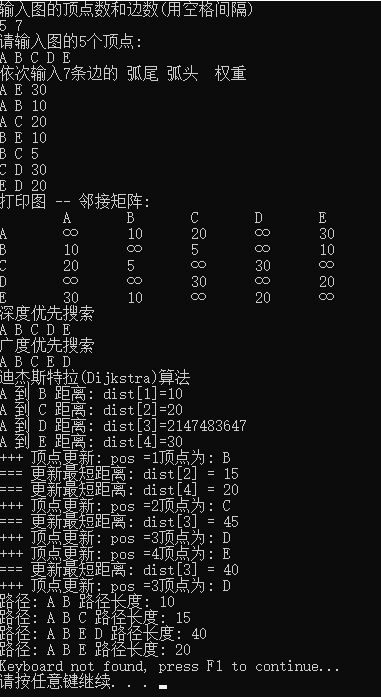 输入图的顶点数和边数(用空格间隔)
5 7
请输入图的5个顶点:
A B C D E
依次输入7条边的 弧尾 弧头  权重
A E 30
A B 10
A C 20
B E 10
B C 5
C D 30
E D 20
打印图 -- 邻接矩阵:
A B C D E
A ∞ 10 20 ∞ 30
B 10 ∞ 5 ∞ 10
C 20 5 ∞ 30 ∞
D ∞ ∞ 30 ∞ 20
E 30 10 ∞ 20 ∞
深度优先搜索
A B C D E
广度优先搜索
A B C E D
迪杰斯特拉(Dijkstra)算法
A 到 B 距离: dist[1]=10
A 到 C 距离: dist[2]=20
A 到 D 距离: dist[3]=2147483647
A 到 E 距离: dist[4]=30
+++ 顶点更新: pos =1顶点为: B
=== 更新最短距离: dist[2] = 15
=== 更新最短距离: dist[4] = 20
+++ 顶点更新: pos =2顶点为: C
=== 更新最短距离: dist[3] = 45
+++ 顶点更新: pos =3顶点为: D
+++ 顶点更新: pos =4顶点为: E
=== 更新最短距离: dist[3] = 40
+++ 顶点更新: pos =3顶点为: D
路径: A B 路径长度: 10
路径: A B C 路径长度: 15
路径: A B E D 路径长度: 40
路径: A B E 路径长度: 20
Keyboard not found, press F1 to continue...
请按任意键继续. . .